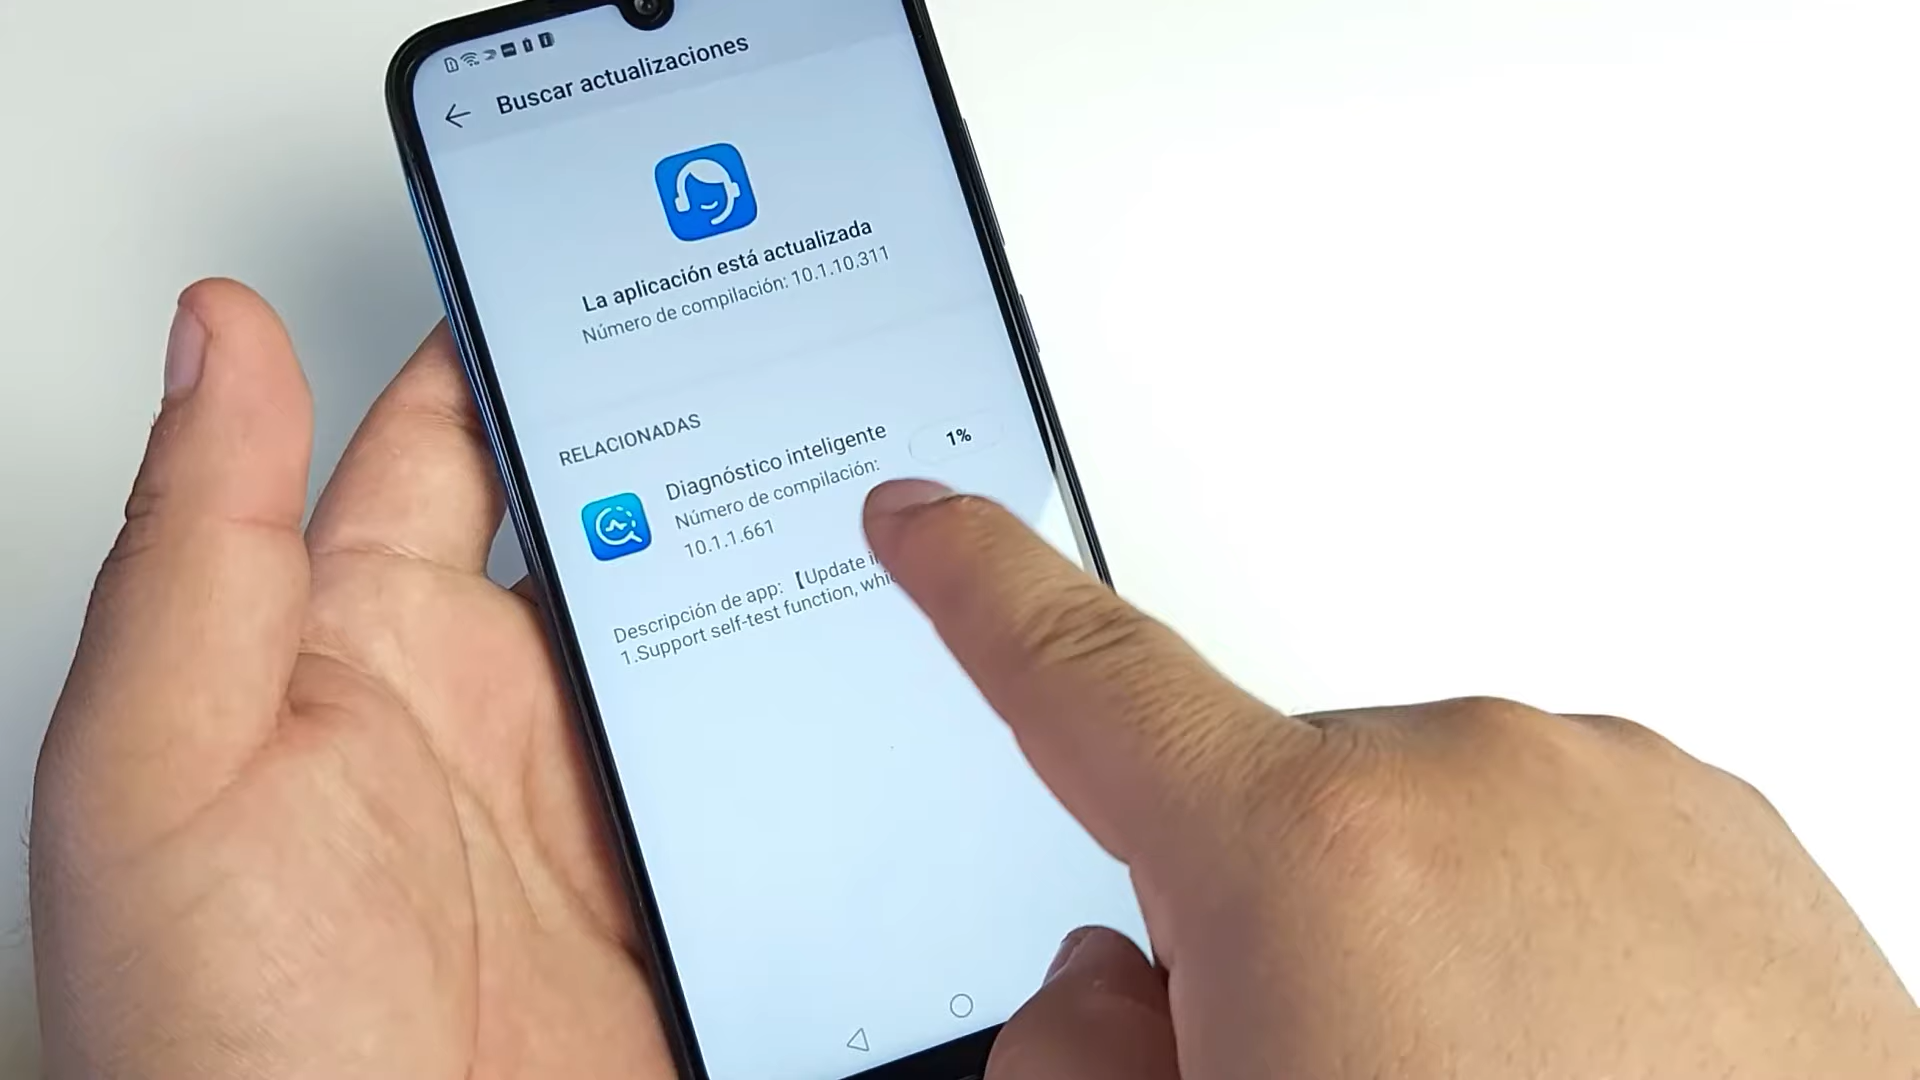 Buscar actualizaciones
La aplicación está actualizada
Número de compilación: 10.1.10.311
RELACIONADAS
Diagnóstico inteligente
1%
Número de compilación:
10.1.1.661
Descripción de app:【Update
1.Support self-test function,